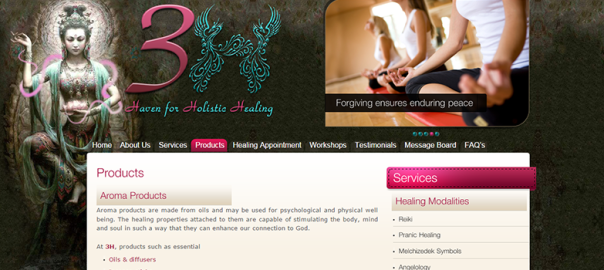 3H
Haven for Holistic Healing
Forgiving ensures enduring peace
Home About Us Services Products Healing Appointment Workshops Testimonials Message Board FAQ's
Products
Aroma Products
Aroma products are made from oils and may be used for psychological and physical well
being. The healing properties attached to them are capable of stimulating the body, mind
and soul in such a way that they can enhance our connection to God.
At 3H, products such as essential
Oils & diffusers
Services
Healing Modalities
Reiki
Pranic Healing
Melchizedek Symbols
Angelology